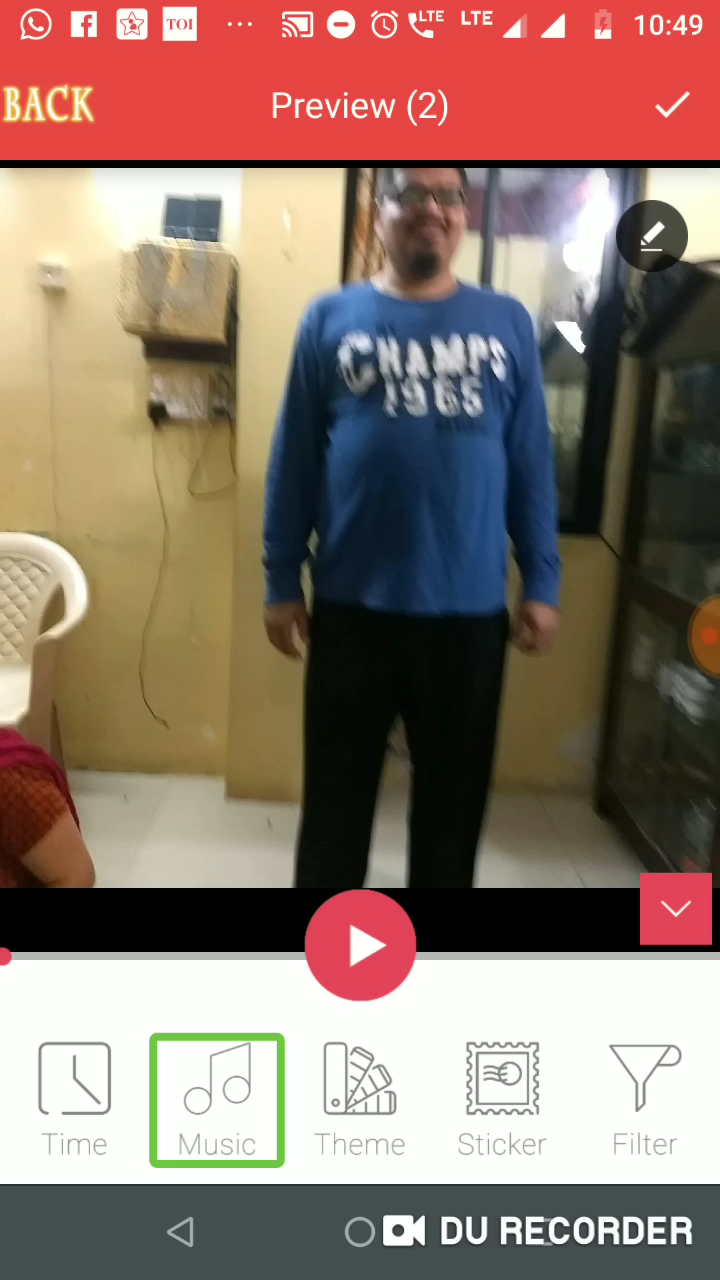 TOI
LTE
LTE
10:49
BACK
Preview (2)
CHAMPS
1965
Time
Music
Theme
Sticker
Filter
DU RECORDER